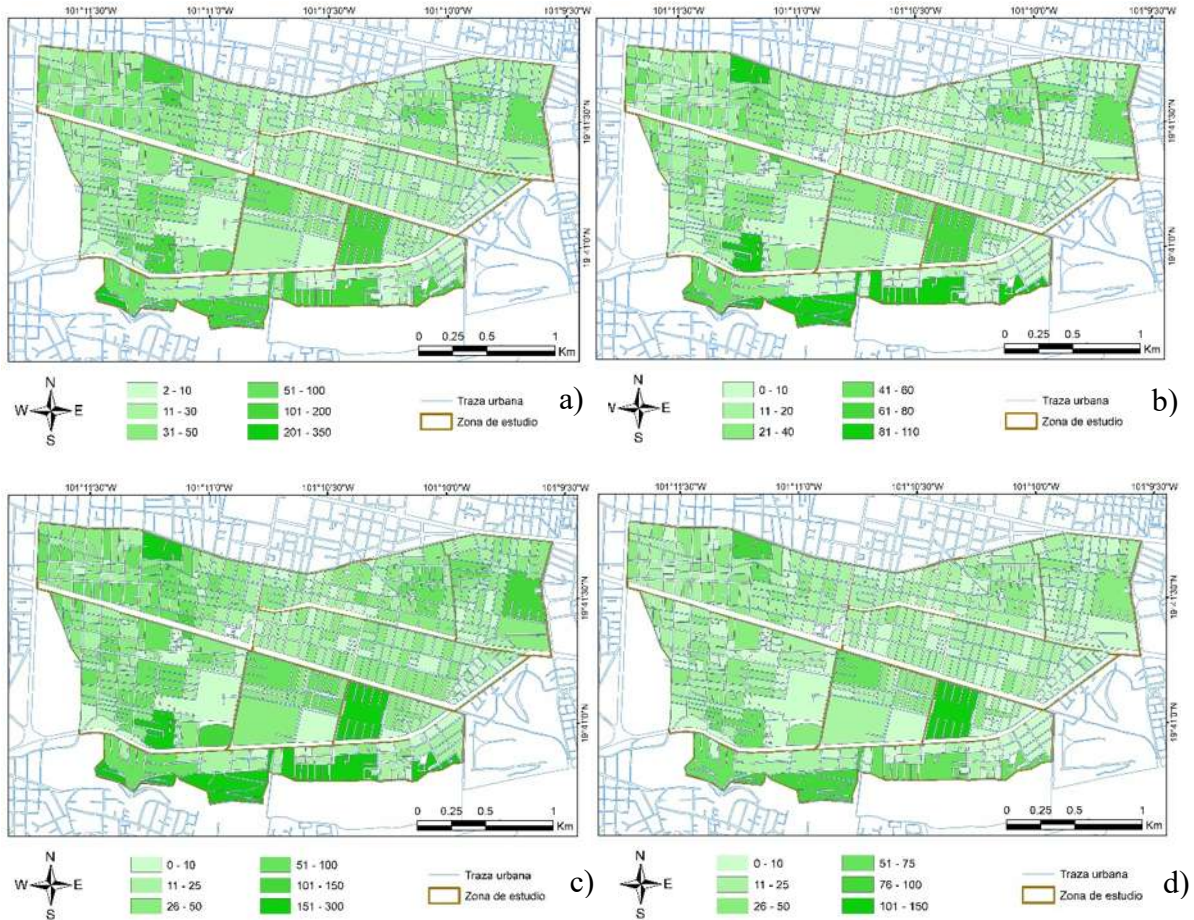 101°11'30"W 101°11'0"W 101°10'30"W 101°10'0"W 101°9'30"W
19°41'30"N
19°41'0"N
0 0.25 0.5 1
Km
N
W E
S
2 - 10
11 - 30
31 - 50
51 - 100
101 - 200
201 - 350
Traza urbana
Zona de estudio
a)
101°11'30"W 101°11'0"W 101°10'30"W 101°10'0"W 101°9'30"W
19°41'30"N
19°41'0"N
0 0.25 0.5 1
Km
N
W E
S
0 - 10
11 - 20
21 - 40
41 - 60
61 - 80
81 - 110
Traza urbana
Zona de estudio
b)
101°11'30"W 101°11'0"W 101°10'30"W 101°10'0"W 101°9'30"W
19°41'30"N
19°41'0"N
0 0.25 0.5 1
Km
N
W E
S
0 - 10
11 - 25
26 - 50
51 - 100
101 - 150
151 - 300
Traza urbana
Zona de estudio
c)
101°11'30"W 101°11'0"W 101°10'30"W 101°10'0"W 101°9'30"W
19°41'30"N
19°41'0"N
0 0.25 0.5 1
Km
N
W E
S
0 - 10
11 - 25
26 - 50
51 - 75
76 - 100
101 - 150
Traza urbana
Zona de estudio
d)